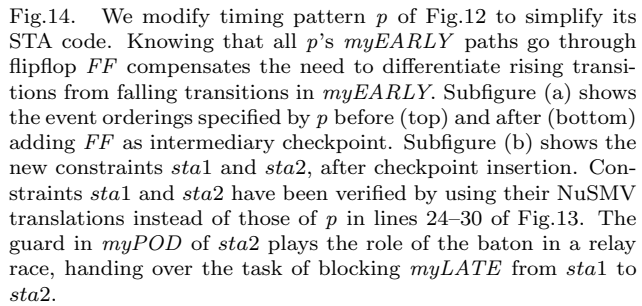 Fig.14. We modify timing pattern p of Fig.12 to simplify its
STA code. Knowing that all p's myEARLY paths go through
flipflop FF compensates the need to differentiate rising transi-
tions from falling transitions in myEARLY. Subfigure (a) shows
the event orderings specified by p before (top) and after (bottom)
adding FF as intermediary checkpoint. Subfigure (b) shows the
new constraints sta1 and sta2, after checkpoint insertion. Con-
straints sta1 and sta2 have been verified by using their NuSMV
translations instead of those of p in lines 24–30 of Fig.13. The
guard in myPOD of sta2 plays the role of the baton in a relay
race, handing over the task of blocking myLATE from sta1 to
sta2.